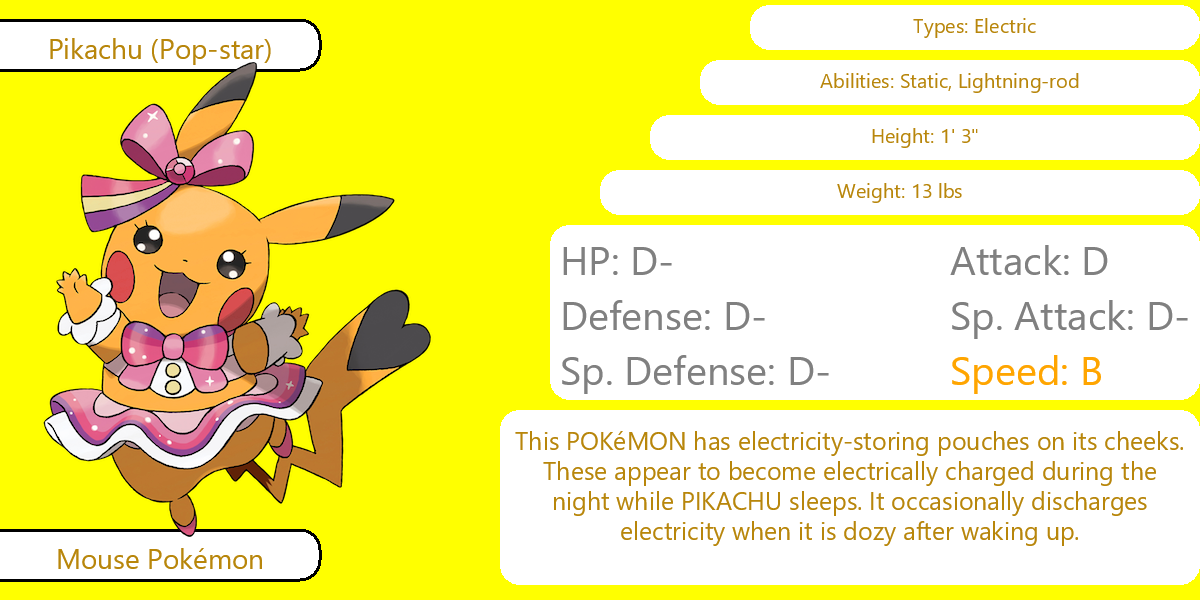 Pikachu (Pop-star)
Types: Electric
Abilities: Static, Lightning-rod
Height: 1' 3"
Weight: 13 lbs
HP: D-
Attack: D
Defense: D-
Sp. Attack: D-
Sp. Defense: D-
Speed: B
This POKéMON has electricity-storing pouches on its cheeks.
These appear to become electrically charged during the
night while PIKACHU sleeps. It occasionally discharges
electricity when it is dozy after waking up.
Mouse Pokémon